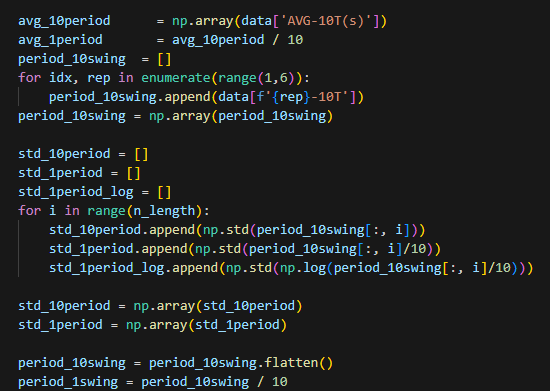 avg_10period      = np.array(data['AVG-10T(s)'])
avg_1period       = avg_10period / 10
period_10swing  = []
for idx, rep in enumerate(range(1,6)):
    period_10swing.append(data[f'{rep}-10T'])
period_10swing = np.array(period_10swing)

std_10period = []
std_1period = []
std_1period_log = []
for i in range(n_length):
    std_10period.append(np.std(period_10swing[:, i]))
    std_1period.append(np.std(period_10swing[:, i]/10))
    std_1period_log.append(np.std(np.log(period_10swing[:, i]/10)))

std_10period = np.array(std_10period)
std_1period = np.array(std_1period)

period_10swing = period_10swing.flatten()
period_1swing = period_10swing / 10